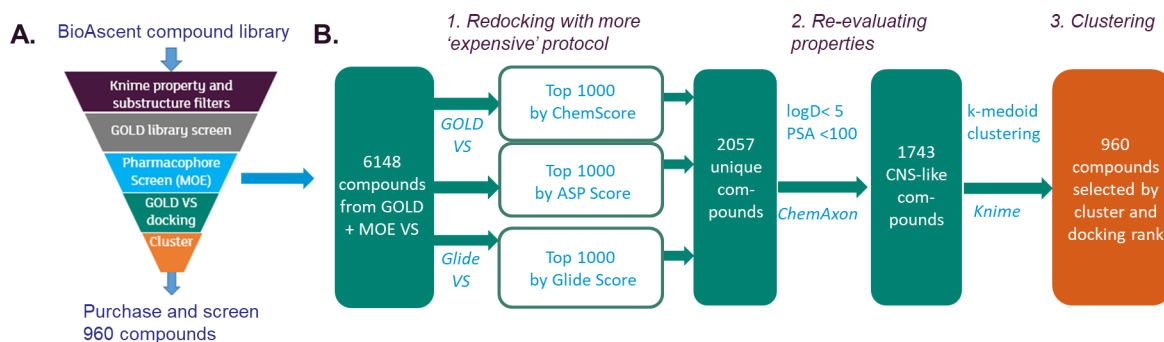 A.
BioAscent compound library
Knime property and
substructure filters
GOLD library screen
Pharmacophore
Screen (MOE)
GOLD VS
docking
Cluster
Purchase and screen
960 compounds
B.
1. Redocking with more
‘expensive’ protocol
2. Re-evaluating
properties
3. Clustering
6148
compounds
from GOLD
+ MOE VS
GOLD
VS
Glide
VS
Top 1000
by ChemScore
Top 1000
by ASP Score
Top 1000
by Glide Score
2057
unique
com-
pounds
logD< 5
PSA <100
ChemAxon
1743
CNS-like
com-
pounds
k-medoid
clustering
Knime
960
compounds
selected by
cluster and
docking rank